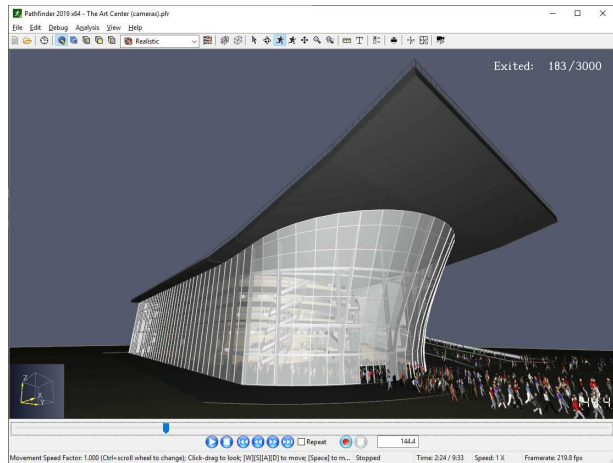 Pathfinder 2019 x64 - The Art Center (cameras).pfr
File Edit Debug Analysis View Help
Realistic
Exited: 183/3000
144.4
Z
X
Y
Repeat
144.4
Movement Speed Factor: 1.000 (Ctrl+scroll wheel to change); Click-drag to look; [W][S][A][D] to move; [Space] to m... Stopped Time: 2:24 / 9:33 Speed: 1 X Framerate: 219.8 fps